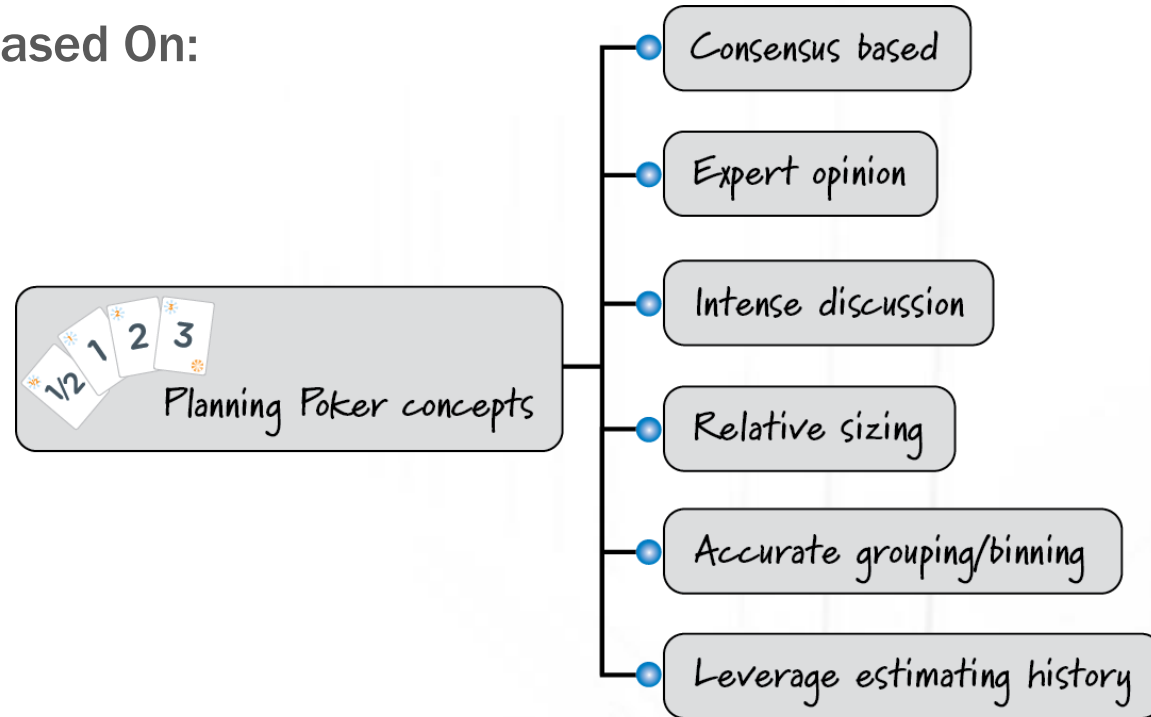 ased On:
Consensus based
Expert opinion
Intense discussion
1/2 1 2 3
Planning Poker concepts
Relative sizing
Accurate grouping/binning
Leverage estimating history